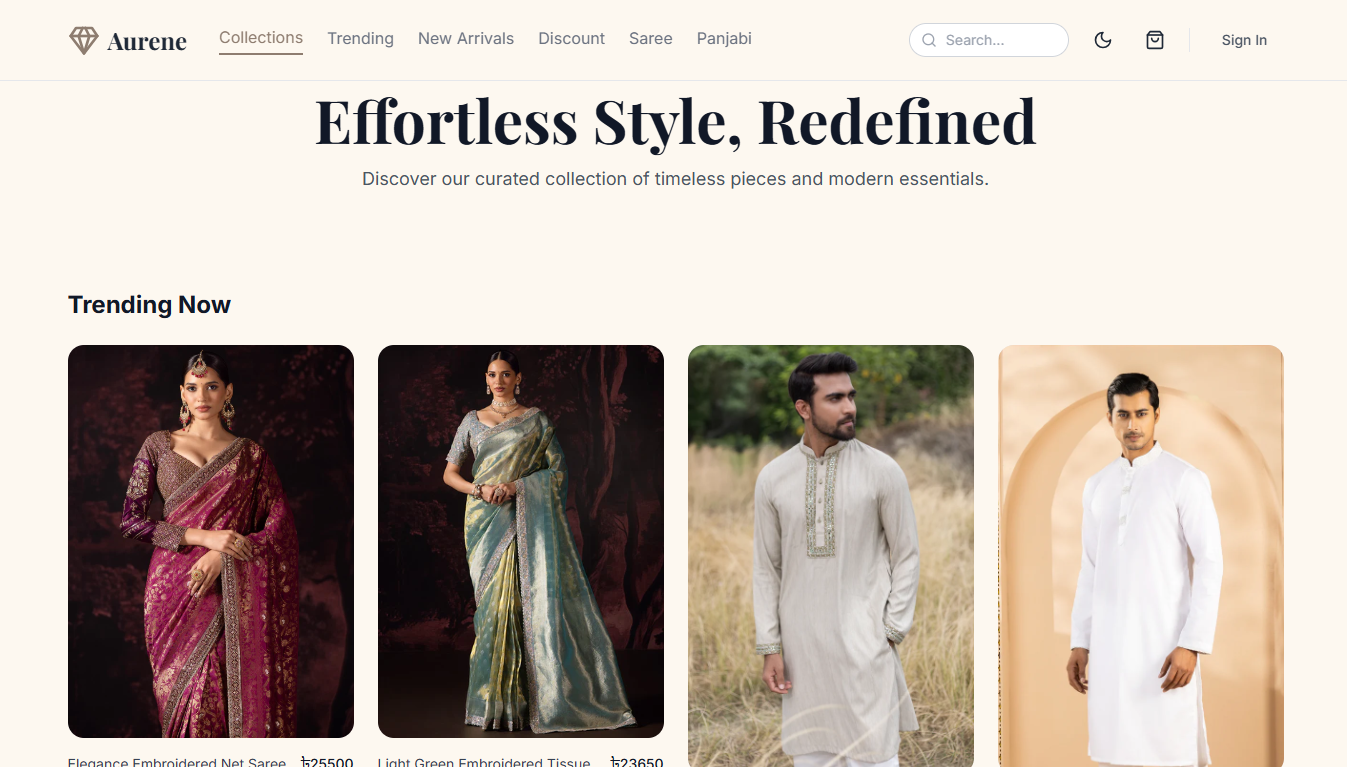 Aurene
Collections
Trending
New Arrivals
Discount
Saree
Panjabi
Search...
Sign In
Effortless Style, Redefined
Discover our curated collection of timeless pieces and modern essentials.
Trending Now
Elegance Embroidered Net Saree
৳25500
Light Green Embroidered Tissue
৳23650